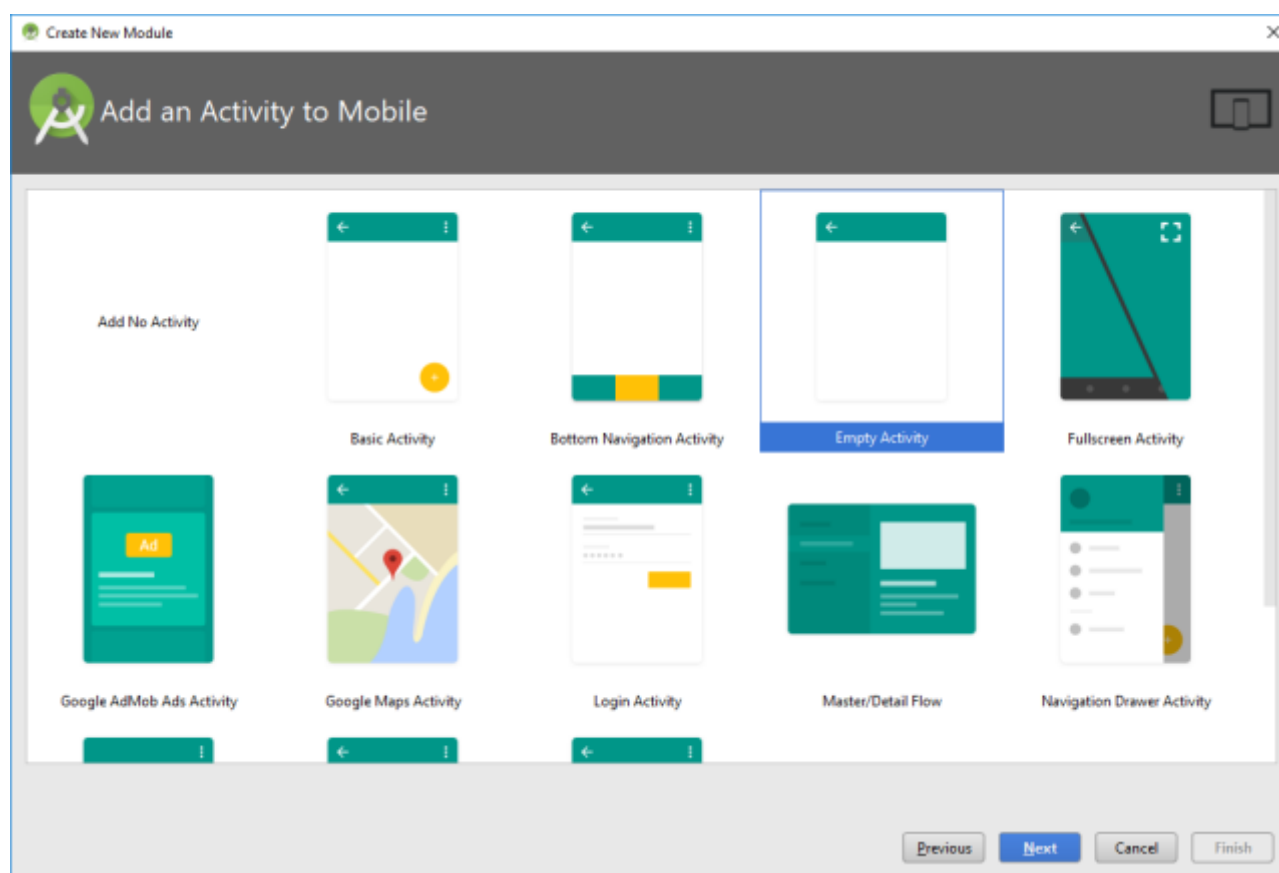 Create New Module
Add an Activity to Mobile
Add No Activity
Basic Activity
Bottom Navigation Activity
Empty Activity
Fullscreen Activity
Ad
Google AdMob Ads Activity
Google Maps Activity
Login Activity
Master/Detail Flow
Navigation Drawer Activity
Previous
Next
Cancel
Finish